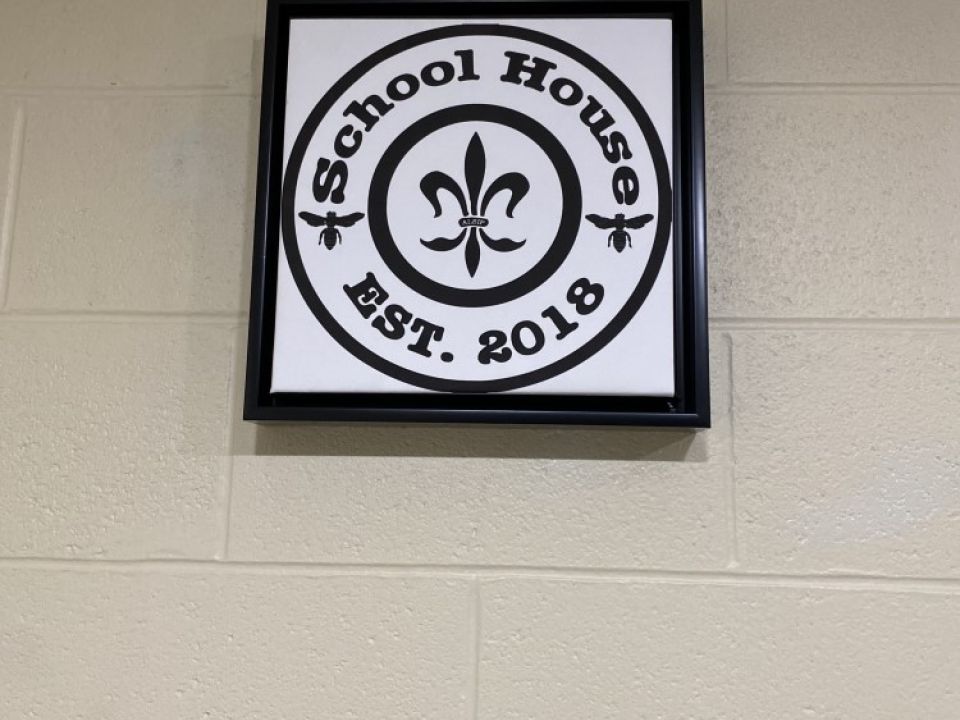 School House
EST. 2018